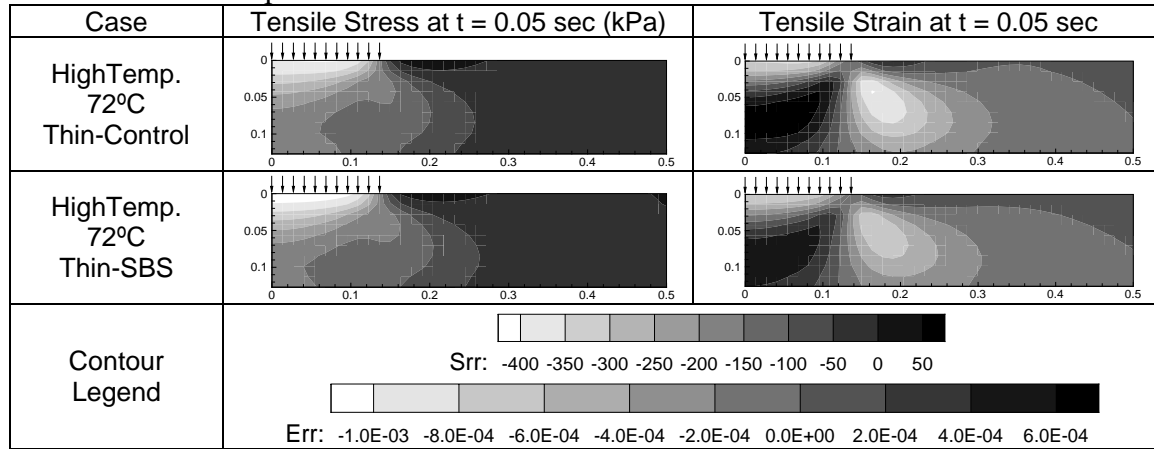 Case
Tensile Stress at t = 0.05 sec (kPa)
Tensile Strain at t = 0.05 sec
HighTemp.
72ºC
Thin-Control
0
0.05
0.1
0 0.1 0.2 0.3 0.4 0.5
0
0.05
0.1
0 0.1 0.2 0.3 0.4 0.5
HighTemp.
72ºC
Thin-SBS
0
0.05
0.1
0 0.1 0.2 0.3 0.4 0.5
0
0.05
0.1
0 0.1 0.2 0.3 0.4 0.5
Contour
Legend
Srr: -400 -350 -300 -250 -200 -150 -100 -50 0 50
Err: -1.0E-03 -8.0E-04 -6.0E-04 -4.0E-04 -2.0E-04 0.0E+00 2.0E-04 4.0E-04 6.0E-04